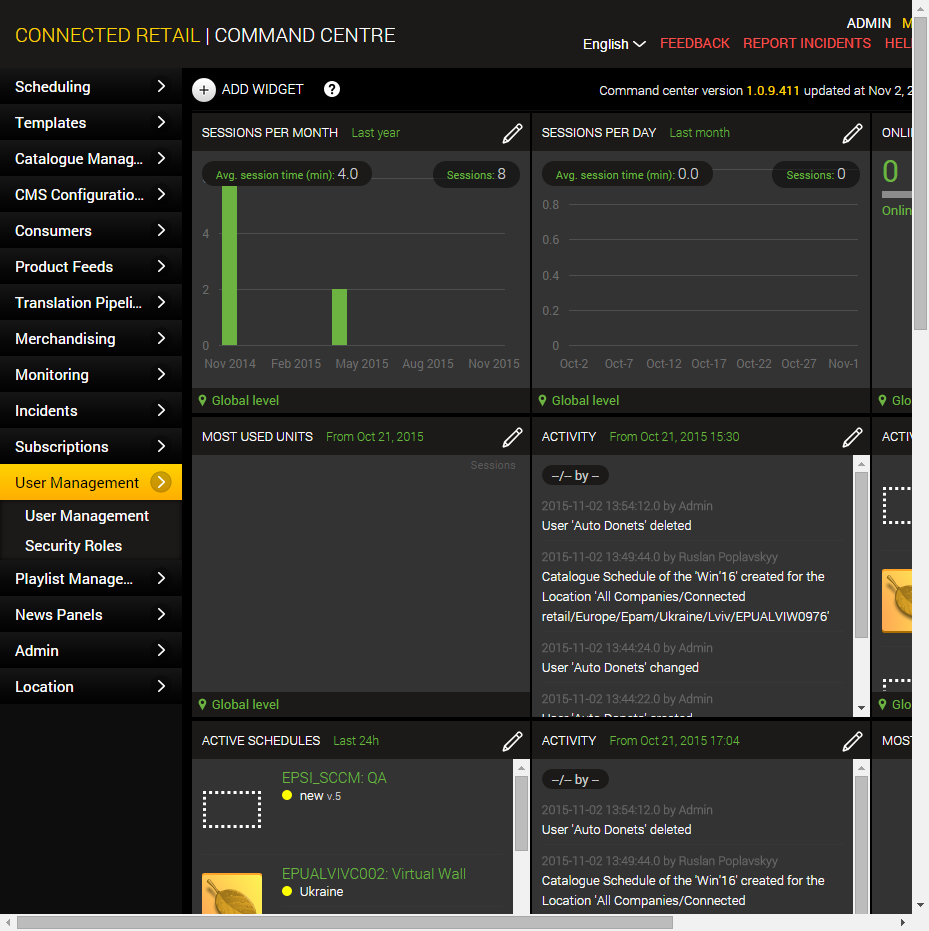 CONNECTED RETAIL | COMMAND CENTRE
ADMIN
English FEEDBACK REPORT INCIDENTS
Scheduling
Templates
Catalogue Manag...
CMS Configuratio...
Consumers
Product Feeds
Translation Pipeli...
Merchandising
Monitoring
Incidents
Subscriptions
User Management
User Management
Security Roles
Playlist Manage...
News Panels
Admin
Location
+ ADD WIDGET ?
Command center version 1.0.9.411 updated at Nov 2, 2
SESSIONS PER MONTH Last year
Avg. session time (min): 4.0 Sessions: 8
4
2
0
Nov 2014 Feb 2015 May 2015 Aug 2015 Nov 2015
Global level
SESSIONS PER DAY Last month
Avg. session time (min): 0.0 Sessions: 0
0.8
0.6
0.4
0.2
0
Oct-2 Oct-7 Oct-12 Oct-17 Oct-22 Oct-27 Nov-1
Global level
ONLI
0
Onlin
Glo
MOST USED UNITS From Oct 21, 2015
Sessions
Global level
ACTIVITY From Oct 21, 2015 15:30
--/-- by --
2015-11-02 13:54:12.0 by Admin
User 'Auto Donets' deleted
2015-11-02 13:49:44.0 by Ruslan Poplavskyy
Catalogue Schedule of the 'Win'16' created for the
Location 'All Companies/Connected
retail/Europe/Epam/Ukraine/Lviv/EPUALVIW0976'
2015-11-02 13:44:24.0 by Admin
User 'Auto Donets' changed
2015-11-02 13:44:22.0 by Admin
User 'Auto Donets' created
ACTIV
Glo
ACTIVE SCHEDULES Last 24h
EPSI_SCCM: QA
new v.5
EPUALVIVC002: Virtual Wall
Ukraine
ACTIVITY From Oct 21, 2015 17:04
--/-- by --
2015-11-02 13:54:12.0 by Admin
User 'Auto Donets' deleted
2015-11-02 13:49:44.0 by Ruslan Poplavskyy
Catalogue Schedule of the 'Win'16' created for the
Location 'All Companies/Connected
MOST